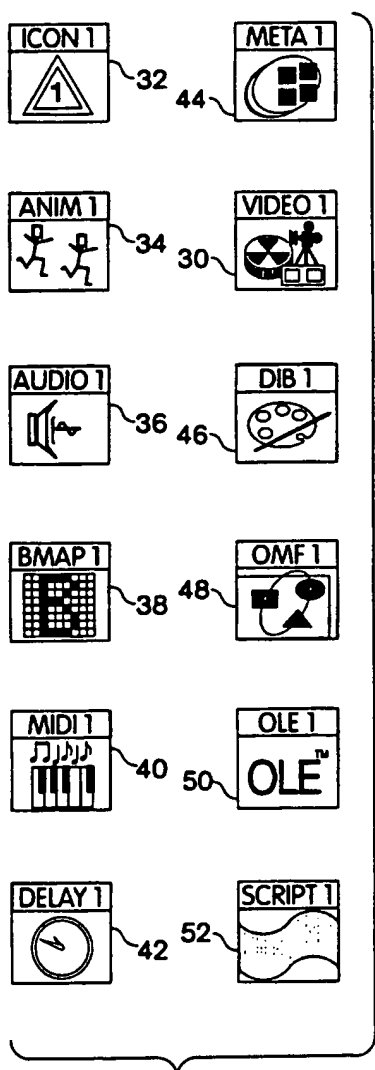 ICON 1
1
32
META 1
44
ANIM 1
34
VIDEO 1
30
AUDIO 1
36
DIB 1
46
BMAP 1
B
38
OMF 1
48
MIDI 1
40
OLE 1
OLE™
50
DELAY 1
42
SCRIPT 1
52